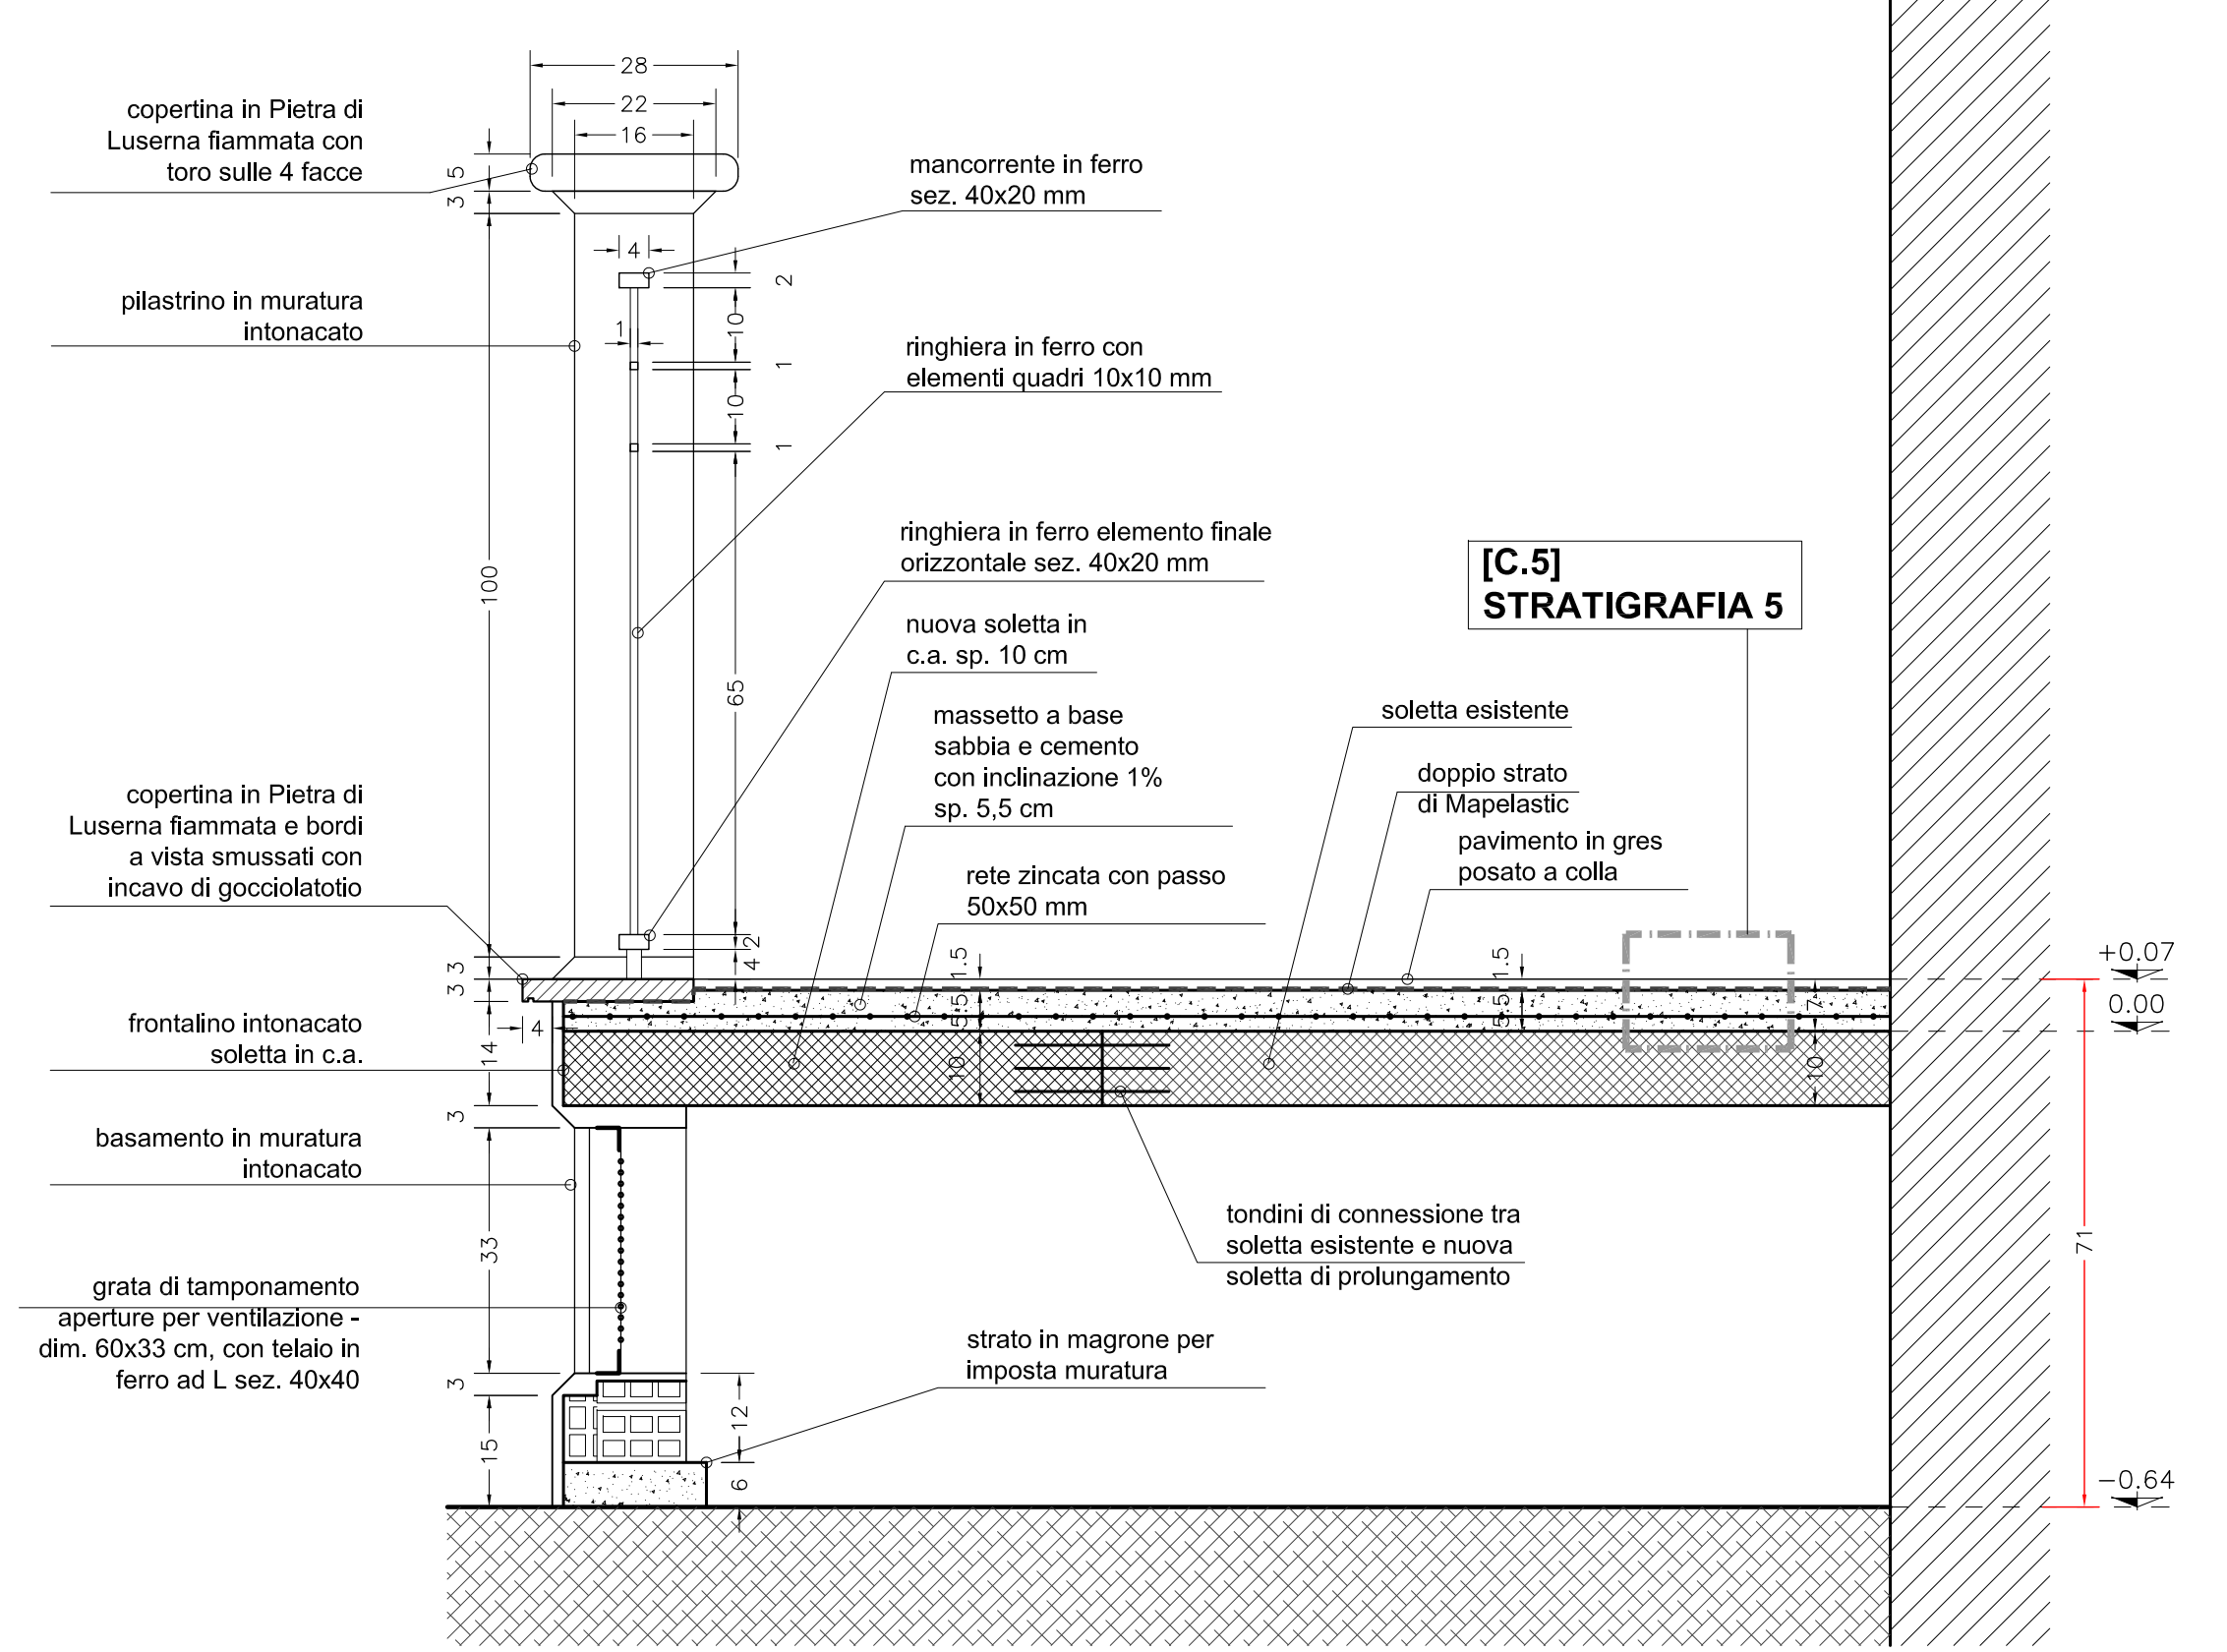 28
22
16
copertina in Pietra di
Luserna fiammata con
toro sulle 4 facce
5
3
mancorrente in ferro
sez. 40x20 mm
4
2
pilastrino in muratura
intonacato
10
1
1
ringhiera in ferro con
elementi quadri 10x10 mm
10
1
100
ringhiera in ferro elemento finale
orizzontale sez. 40x20 mm
[C.5]
STRATIGRAFIA 5
nuova soletta in
c.a. sp. 10 cm
65
massetto a base
sabbia e cemento
con inclinazione 1%
sp. 5,5 cm
soletta esistente
doppio strato
di Mapelastic
pavimento in gres
posato a colla
copertina in Pietra di
Luserna fiammata e bordi
a vista smussati con
incavo di gocciolatotio
rete zincata con passo
50x50 mm
2
4
1.5
1.5
3
3
+0.07
0.00
5.5
5.5
7
frontalino intonacato
soletta in c.a.
4
14
10
10
3
basamento in muratura
intonacato
33
71
tondini di connessione tra
soletta esistente e nuova
soletta di prolungamento
grata di tamponamento
aperture per ventilazione -
dim. 60x33 cm, con telaio in
ferro ad L sez. 40x40
strato in magrone per
imposta muratura
3
12
15
6
−0.64